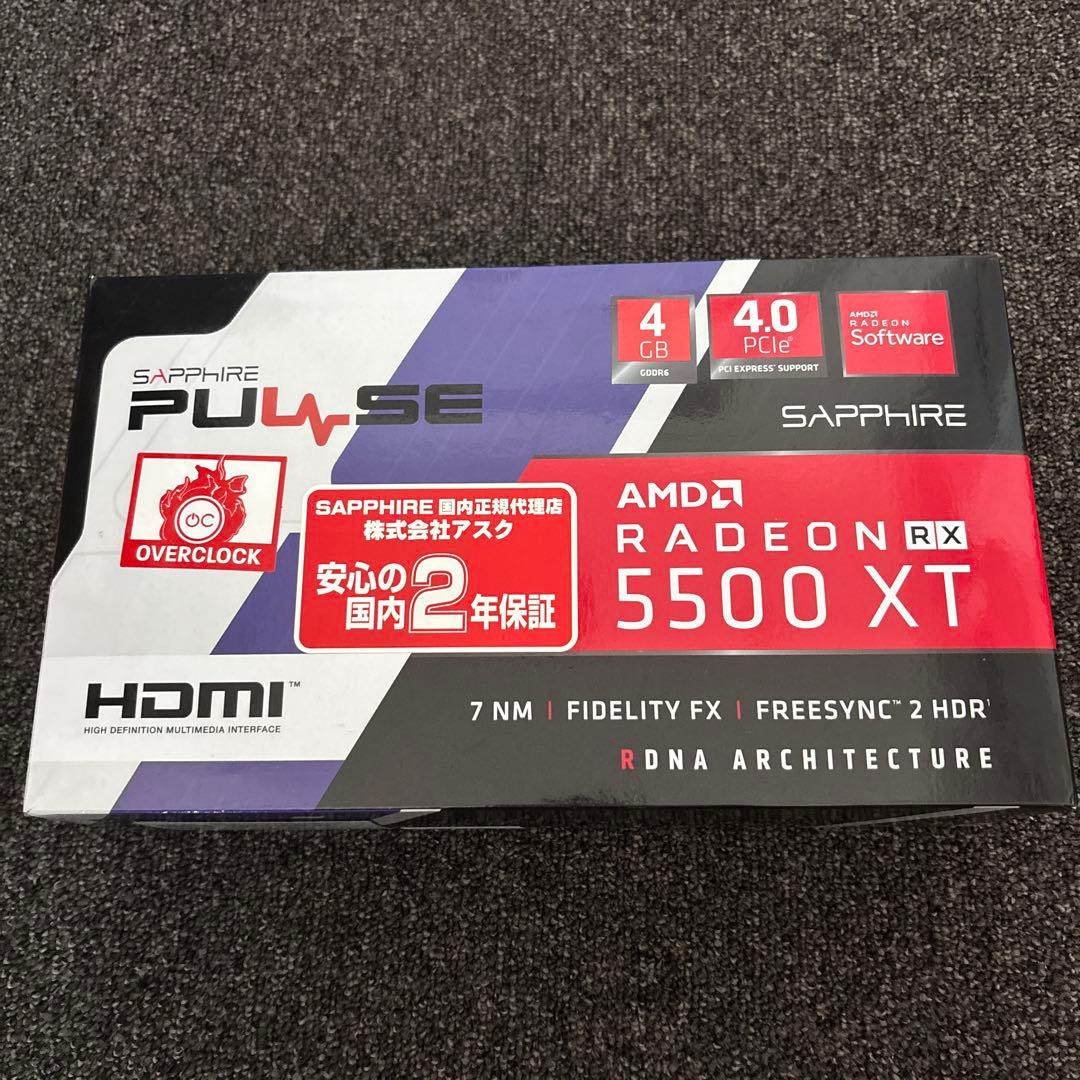 4
GB
GDDR6
4.0
PCIe®
PCI EXPRESS® SUPPORT
AMD
RADEON
Software
SAPPHIRE
PULSE
SAPPHIRE
OC
OVERCLOCK
SAPPHIRE 国内正規代理店
株式会社アスク
安心の
国内2年保証
AMD
RADEON RX
5500 XT
HDMI™
HIGH DEFINITION MULTIMEDIA INTERFACE
7 NM | FIDELITY FX | FREESYNC™ 2 HDR¹
RDNA ARCHITECTURE